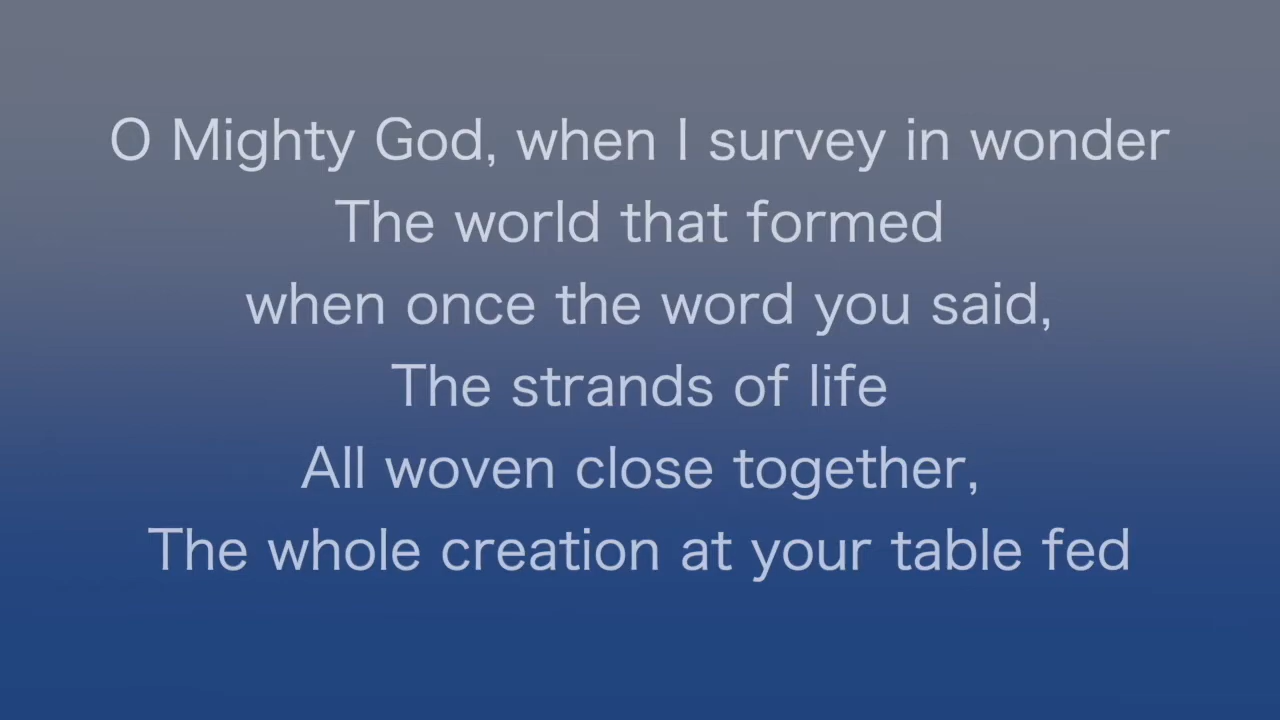 O Mighty God, when I survey in wonder
The world that formed
when once the word you said,
The strands of life
All woven close together,
The whole creation at your table fed